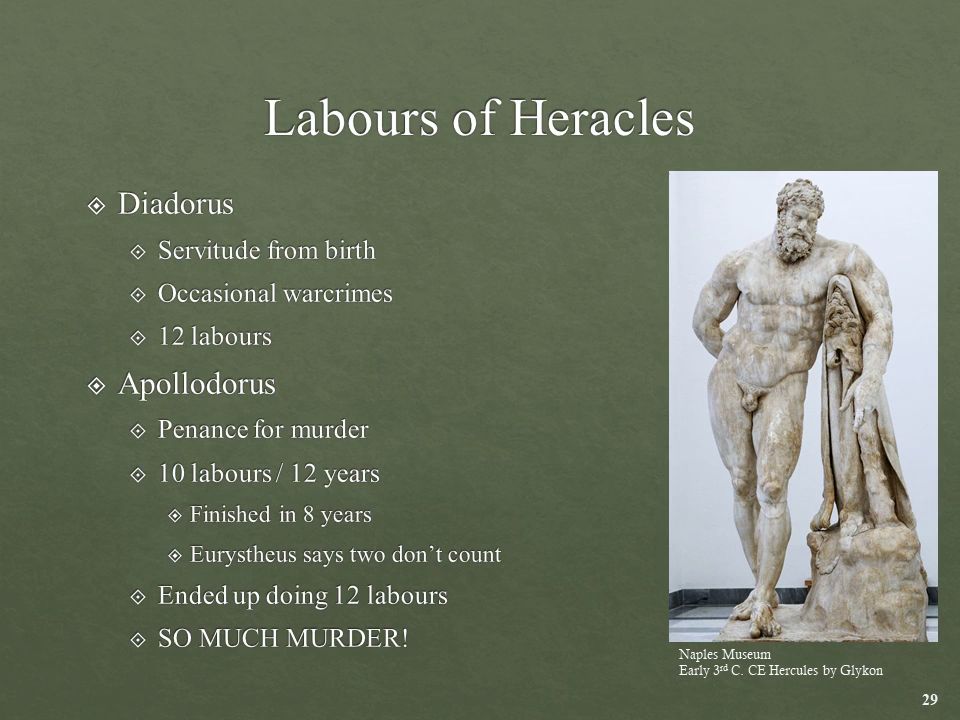 Labours of Heracles
Diadorus
Servitude from birth
Occasional warcrimes
12 labours
Apollodorus
Penance for murder
10 labours / 12 years
Finished in 8 years
Eurystheus says two don’t count
Ended up doing 12 labours
SO MUCH MURDER!
Naples Museum
Early 3rd C. CE Hercules by Glykon
29